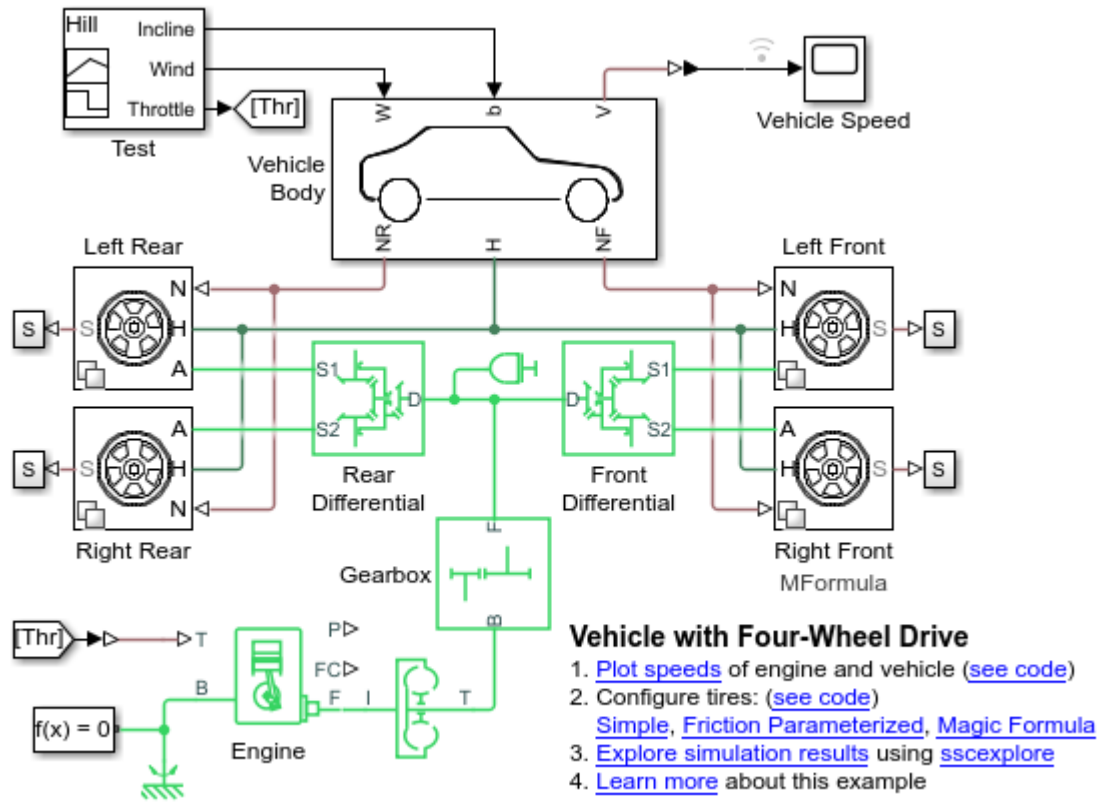 Hill
Incline
Wind
Throttle
[Thr]
Test
W
b
V
Vehicle Speed
Vehicle
Body
NR
H
NF
Left Rear
Left Front
N
S
S
H
A
S1
D
D
S1
N
H
S
S
A
S2
S2
A
S
S
H
N
H
S
S
Rear
Differential
Front
Differential
Right Rear
Right Front
MFormula
F
Gearbox
B
[Thr]
T
P
FC
B
F
I
T
f(x) = 0
Engine
Vehicle with Four-Wheel Drive
1. Plot speeds of engine and vehicle (see code)
2. Configure tires: (see code)
Simple, Friction Parameterized, Magic Formula
3. Explore simulation results using sscexplore
4. Learn more about this example